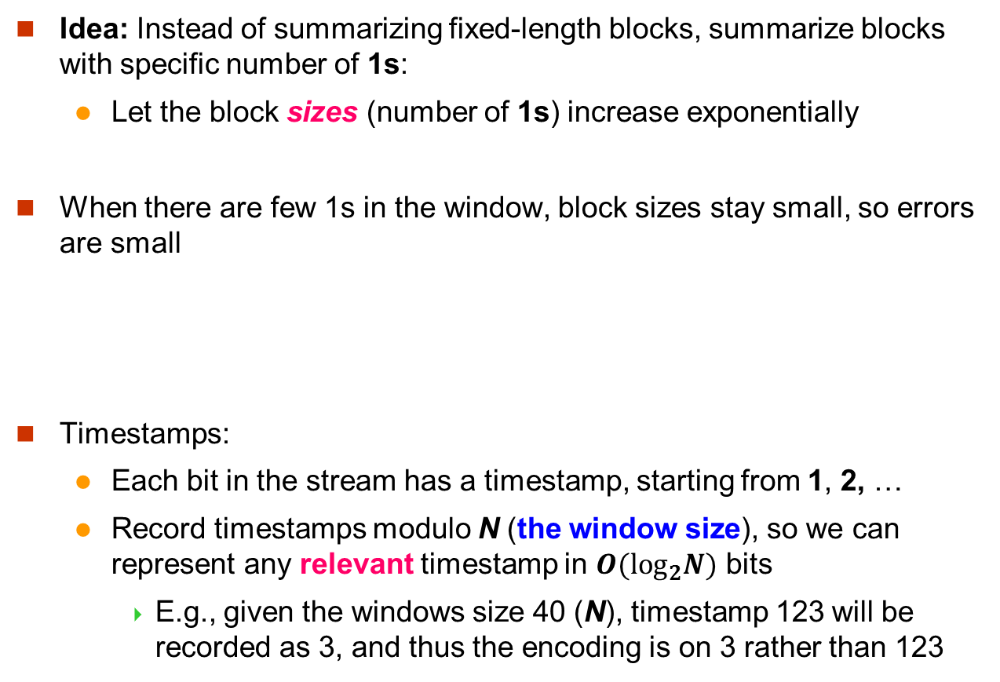 Idea: Instead of summarizing fixed-length blocks, summarize blocks
with specific number of 1s:
Let the block sizes (number of 1s) increase exponentially
When there are few 1s in the window, block sizes stay small, so errors
are small
Timestamps:
Each bit in the stream has a timestamp, starting from 1, 2, …
Record timestamps modulo N (the window size), so we can
represent any relevant timestamp in O(log₂N) bits
E.g., given the windows size 40 (N), timestamp 123 will be
recorded as 3, and thus the encoding is on 3 rather than 123